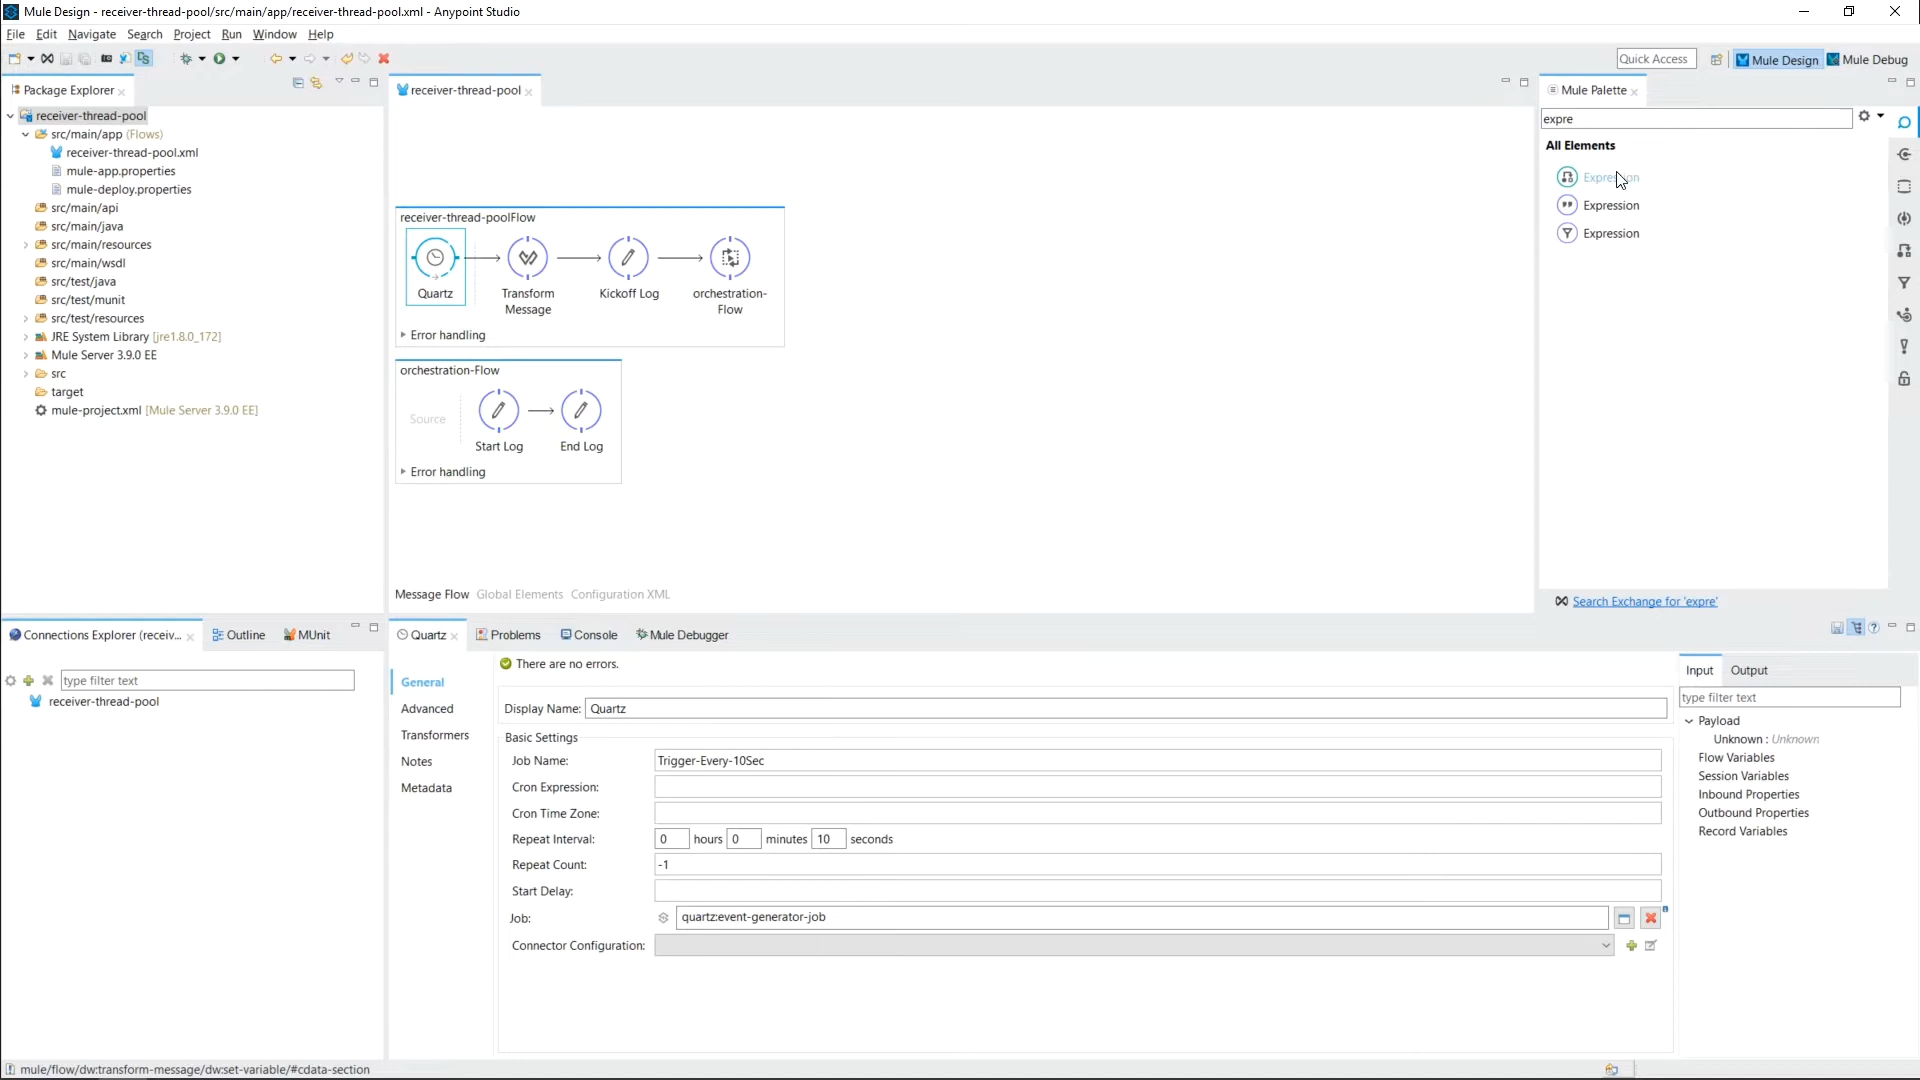 Mule Design - receiver-thread-pool/src/main/app/receiver-thread-pool.xml - Anypoint Studio
File Edit Navigate Search Project Run Window Help
Quick Access
Mule Design
Mule Debug
Package Explorer
receiver-thread-pool
src/main/app (Flows)
receiver-thread-pool.xml
mule-app.properties
mule-deploy.properties
src/main/api
src/main/java
src/main/resources
src/main/wsdl
src/test/java
src/test/munit
src/test/resources
JRE System Library [jre1.8.0_172]
Mule Server 3.9.0 EE
src
target
mule-project.xml [Mule Server 3.9.0 EE]
receiver-thread-pool
receiver-thread-poolFlow
Quartz
Transform Message
Kickoff Log
orchestration-Flow
Error handling
orchestration-Flow
Source
Start Log
End Log
Error handling
Message Flow Global Elements Configuration XML
Mule Palette
expre
All Elements
Expression
Expression
Expression
Search Exchange for 'expre'
Connections Explorer (receiv...
Outline
MUnit
type filter text
receiver-thread-pool
Quartz
Problems
Console
Mule Debugger
There are no errors.
General
Advanced
Transformers
Notes
Metadata
Display Name: Quartz
Basic Settings
Job Name: Trigger-Every-10Sec
Cron Expression:
Cron Time Zone:
Repeat Interval: 0 hours 0 minutes 10 seconds
Repeat Count: -1
Start Delay:
Job: quartz:event-generator-job
Connector Configuration:
Input Output
type filter text
Payload
Unknown : Unknown
Flow Variables
Session Variables
Inbound Properties
Outbound Properties
Record Variables
mule/flow/dw:transform-message/dw:set-variable/#cdata-section